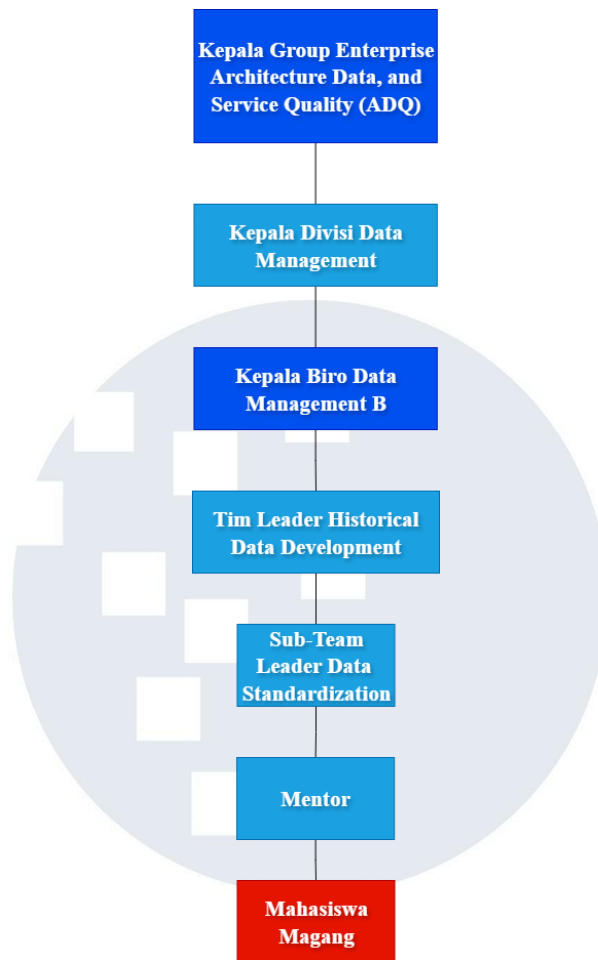 Kepala Group Enterprise
Architecture Data, and
Service Quality (ADQ)
Kepala Divisi Data
Management
Kepala Biro Data
Management B
Tim Leader Historical
Data Development
Sub-Team
Leader Data
Standardization
Mentor
Mahasiswa
Magang